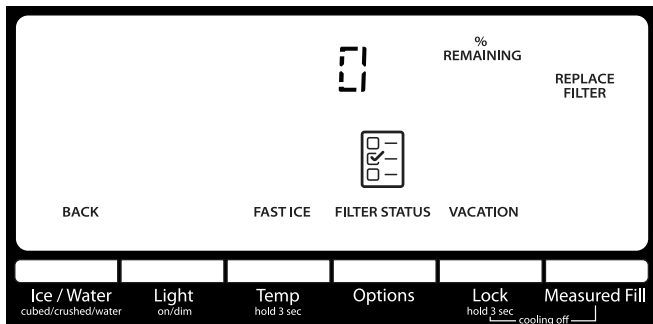 0
%
REMAINING
REPLACE
FILTER
BACK
FAST ICE
FILTER STATUS
VACATION
Ice / Water
cubed/crushed/water
Light
on/dim
Temp
hold 3 sec
Options
Lock
hold 3 sec
Measured Fill
cooling off